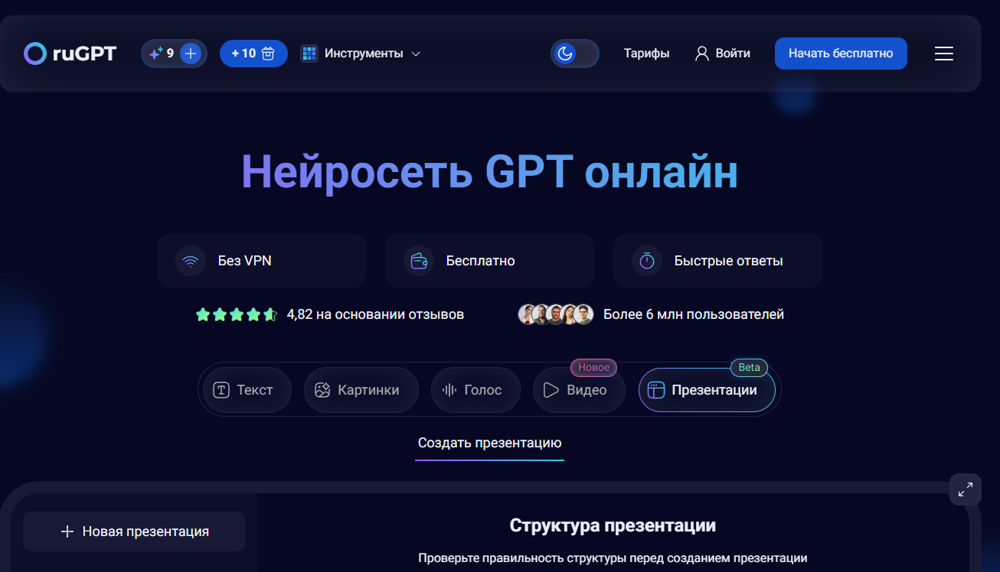 ruGPT 9 +10 Инструменты Тарифы Войти Начать бесплатно
Нейросеть GPT онлайн
Без VPN Бесплатно Быстрые ответы
4,82 на основании отзывов Более 6 млн пользователей
Новое Beta
Текст Картинки Голос Видео Презентации
Создать презентацию
Структура презентации
+ Новая презентация
Проверьте правильность структуры перед созданием презентации